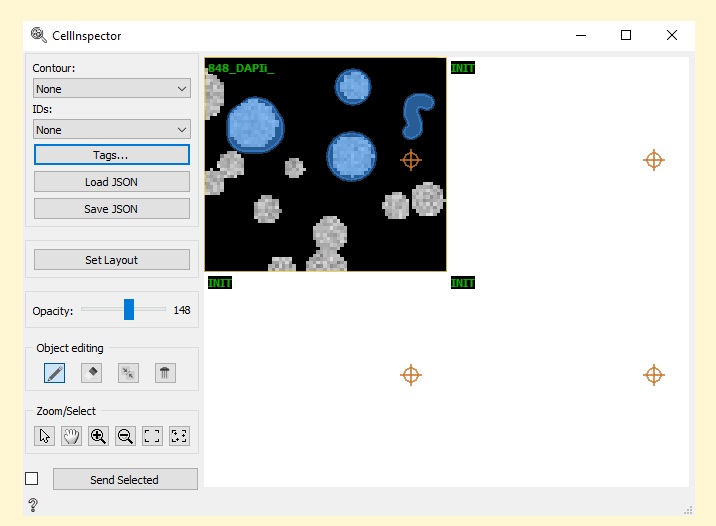 CellInspector
Contour:
None
IDs:
None
Tags...
Load JSON
Save JSON
Set Layout
Opacity: 148
Object editing
Zoom/Select
Send Selected
848_DAPIi_
INIT
INIT
INIT